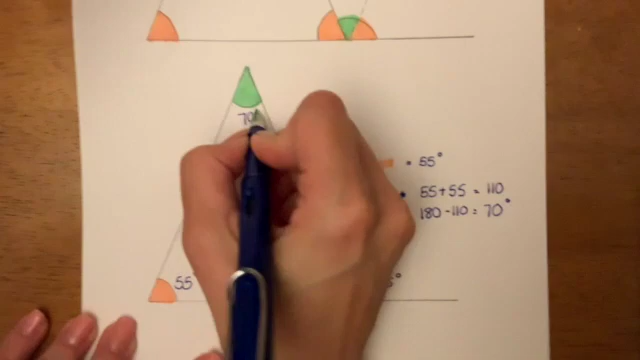 70
55°
55+55 = 110
180-110 = 70°
55